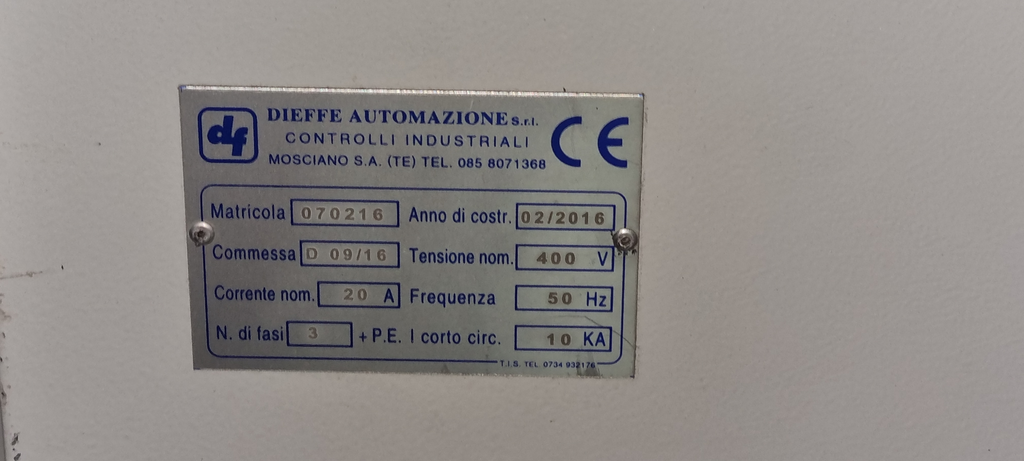 df
DIEFFE AUTOMAZIONE S.r.l.
CONTROLLI INDUSTRIALI
MOSCIANO S.A. (TE) TEL. 085 8071368
CE
Matricola 070216 Anno di costr. 02/2016
Commessa D 09/16 Tensione nom. 400 V
Corrente nom. 20 A Frequenza 50 Hz
N. di fasi 3 + P.E. I corto circ. 10 KA
T.I.S. TEL. 0734 932176